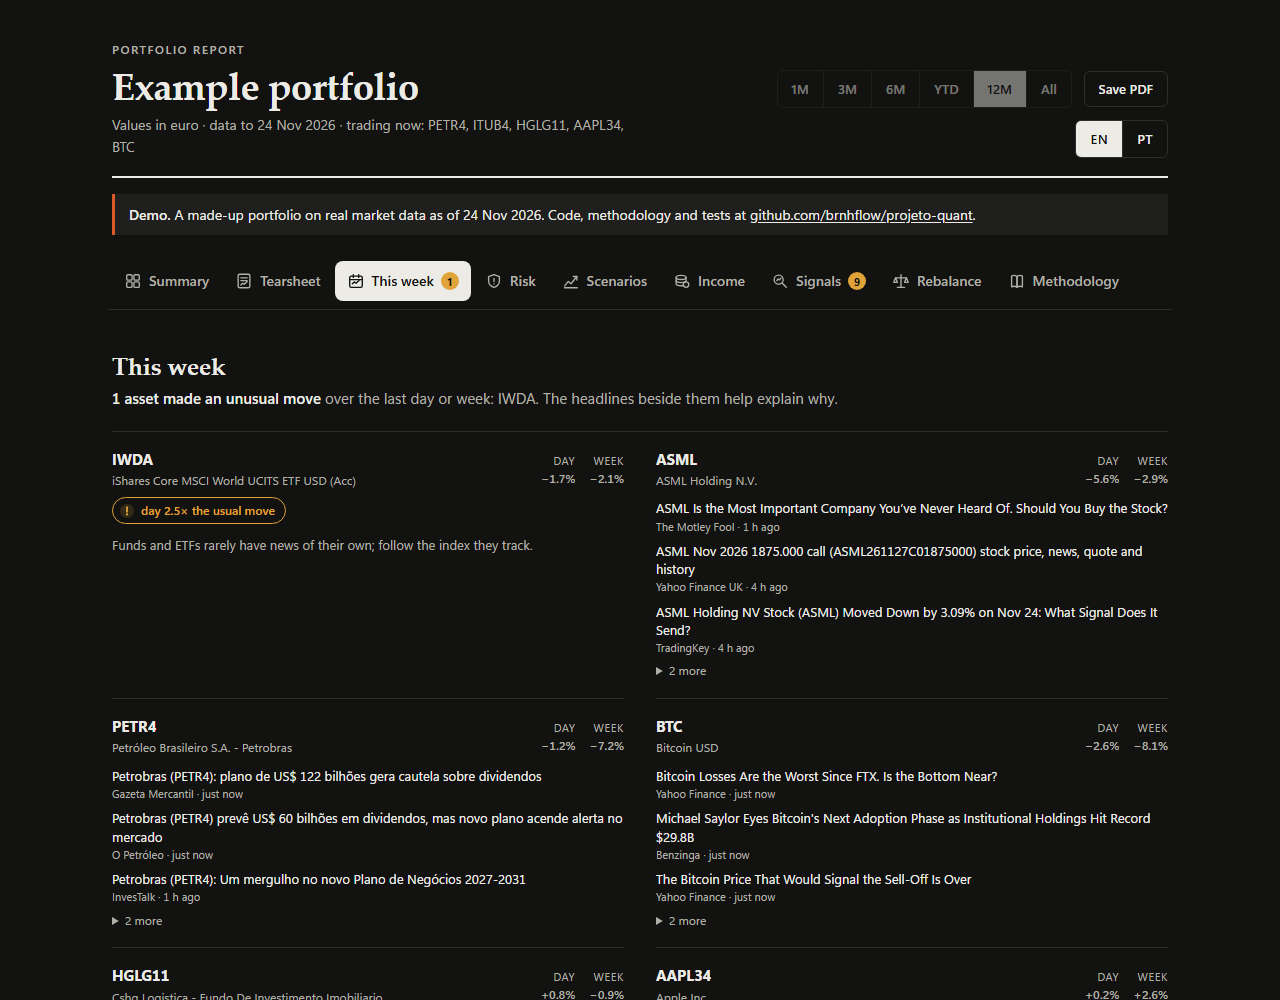 PORTFOLIO REPORT
Example portfolio
Values in euro · data to 24 Nov 2026 · trading now: PETR4, ITUB4, HGLG11, AAPL34,
BTC
1M 3M 6M YTD 12M All
Save PDF
EN PT
Demo. A made-up portfolio on real market data as of 24 Nov 2026. Code, methodology and tests at github.com/brnhflow/projeto-quant.
Summary
Tearsheet
This week 1
Risk
Scenarios
Income
Signals 9
Rebalance
Methodology
This week
1 asset made an unusual move over the last day or week: IWDA. The headlines beside them help explain why.
IWDA
DAY WEEK
iShares Core MSCI World UCITS ETF USD (Acc)
−1.7% −2.1%
! day 2.5× the usual move
Funds and ETFs rarely have news of their own; follow the index they track.
ASML
DAY WEEK
ASML Holding N.V.
−5.6% −2.9%
ASML Is the Most Important Company You’ve Never Heard Of. Should You Buy the Stock?
The Motley Fool · 1 h ago
ASML Nov 2026 1875.000 call (ASML261127C01875000) stock price, news, quote and
history
Yahoo Finance UK · 4 h ago
ASML Holding NV Stock (ASML) Moved Down by 3.09% on Nov 24: What Signal Does It
Send?
TradingKey · 4 h ago
2 more
PETR4
DAY WEEK
Petróleo Brasileiro S.A. - Petrobras
−1.2% −7.2%
Petrobras (PETR4): plano de US$ 122 bilhões gera cautela sobre dividendos
Gazeta Mercantil · just now
Petrobras (PETR4) prevê US$ 60 bilhões em dividendos, mas novo plano acende alerta no
mercado
O Petróleo · just now
Petrobras (PETR4): Um mergulho no novo Plano de Negócios 2027-2031
InvesTalk · 1 h ago
2 more
BTC
DAY WEEK
Bitcoin USD
−2.6% −8.1%
Bitcoin Losses Are the Worst Since FTX. Is the Bottom Near?
Yahoo Finance · just now
Michael Saylor Eyes Bitcoin's Next Adoption Phase as Institutional Holdings Hit Record
$29.8B
Benzinga · just now
The Bitcoin Price That Would Signal the Sell-Off Is Over
Yahoo Finance · just now
2 more
HGLG11
DAY WEEK
Cshg Logistica - Fundo De Investimento Imobiliario
+0.8% −0.9%
AAPL34
DAY WEEK
Apple Inc.
+0.2% +2.6%